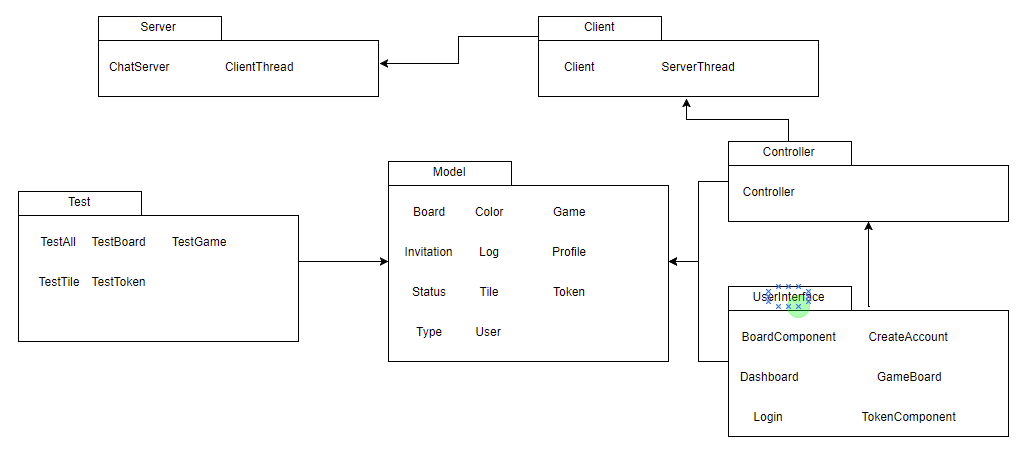 Server
ChatServer ClientThread
Client
Client ServerThread
Controller
Controller
Model
Board Color Game
Invitation Log Profile
Status Tile Token
Type User
Test
TestAll TestBoard TestGame
TestTile TestToken
UserInterface
BoardComponent CreateAccount
Dashboard GameBoard
Login TokenComponent